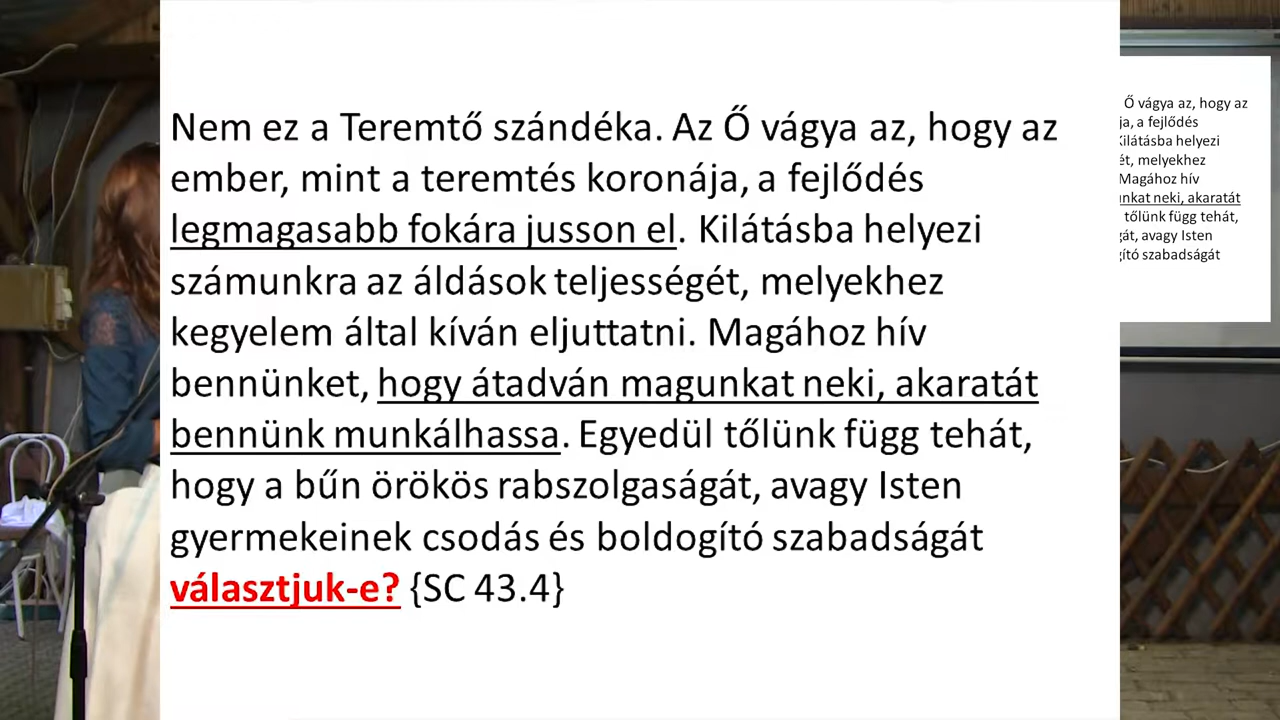 Nem ez a Teremtő szándéka. Az Ő vágya az, hogy az
ember, mint a teremtés koronája, a fejlődés
legmagasabb fokára jusson el. Kilátásba helyezi
számunkra az áldások teljességét, melyekhez
kegyelem által kíván eljuttatni. Magához hív
bennünket, hogy átadván magunkat neki, akaratát
bennünk munkálhassa. Egyedül tőlünk függ tehát,
hogy a bűn örökös rabszolgaságát, avagy Isten
gyermekeinek csodás és boldogító szabadságát
választjuk-e? {SC 43.4}
Ő vágya az, hogy az
a fejlődés
Kilátásba helyezi
melyekhez
Magához hív
neki, akaratát
tőlünk függ tehát,
avagy Isten
szabadságát